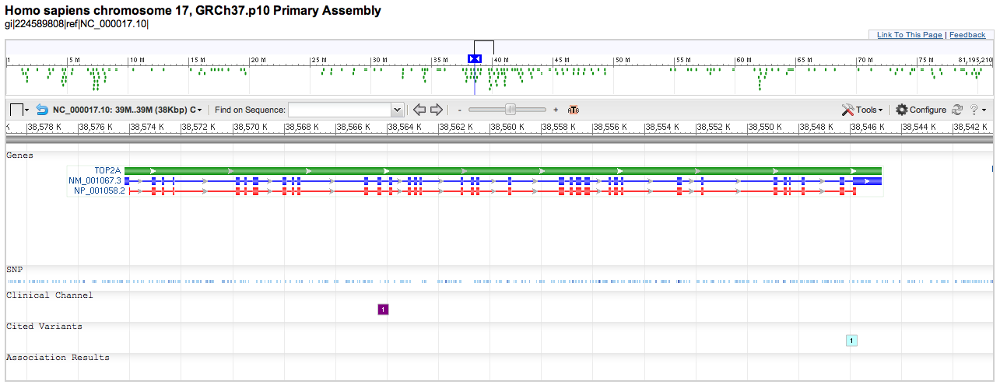 Homo sapiens chromosome 17, GRCh37.p10 Primary Assembly
gi|224589808|ref|NC_000017.10|
Link To This Page | Feedback
1 5 M 10 M 15 M 20 M 25 M 30 M 35 M 40 M 45 M 50 M 55 M 60 M 65 M 70 M 75 M 81,195,210
NC_000017.10: 39M..39M (38Kbp) C Find on Sequence: - + ATG Tools Configure ?
K 38,578 K 38,576 K 38,574 K 38,572 K 38,570 K 38,568 K 38,566 K 38,564 K 38,562 K 38,560 K 38,558 K 38,556 K 38,554 K 38,552 K 38,550 K 38,548 K 38,546 K 38,544 K 38,542 K
Genes
TOP2A
NM_001067.3
NP_001058.2
SNP
Clinical Channel
1
Cited Variants
1
Association Results